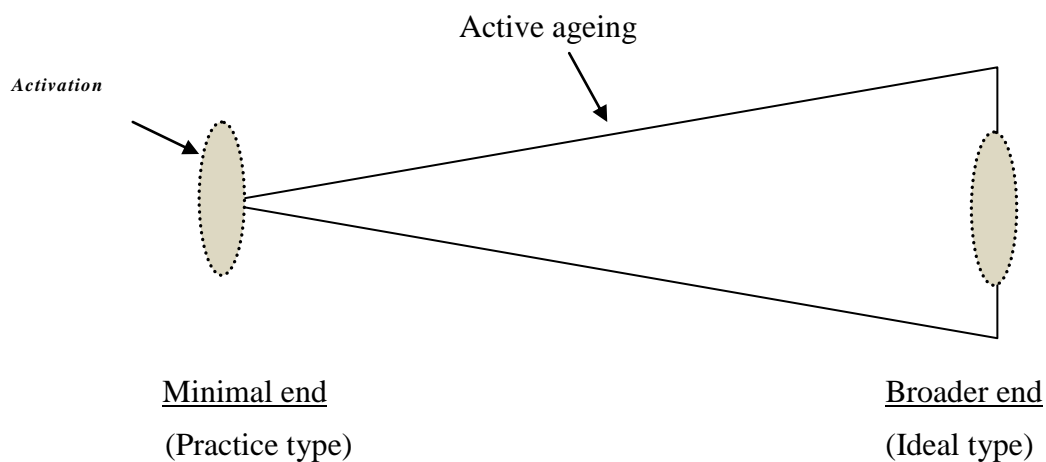 Active ageing
Activation
Minimal end
(Practice type)
Broader end
(Ideal type)